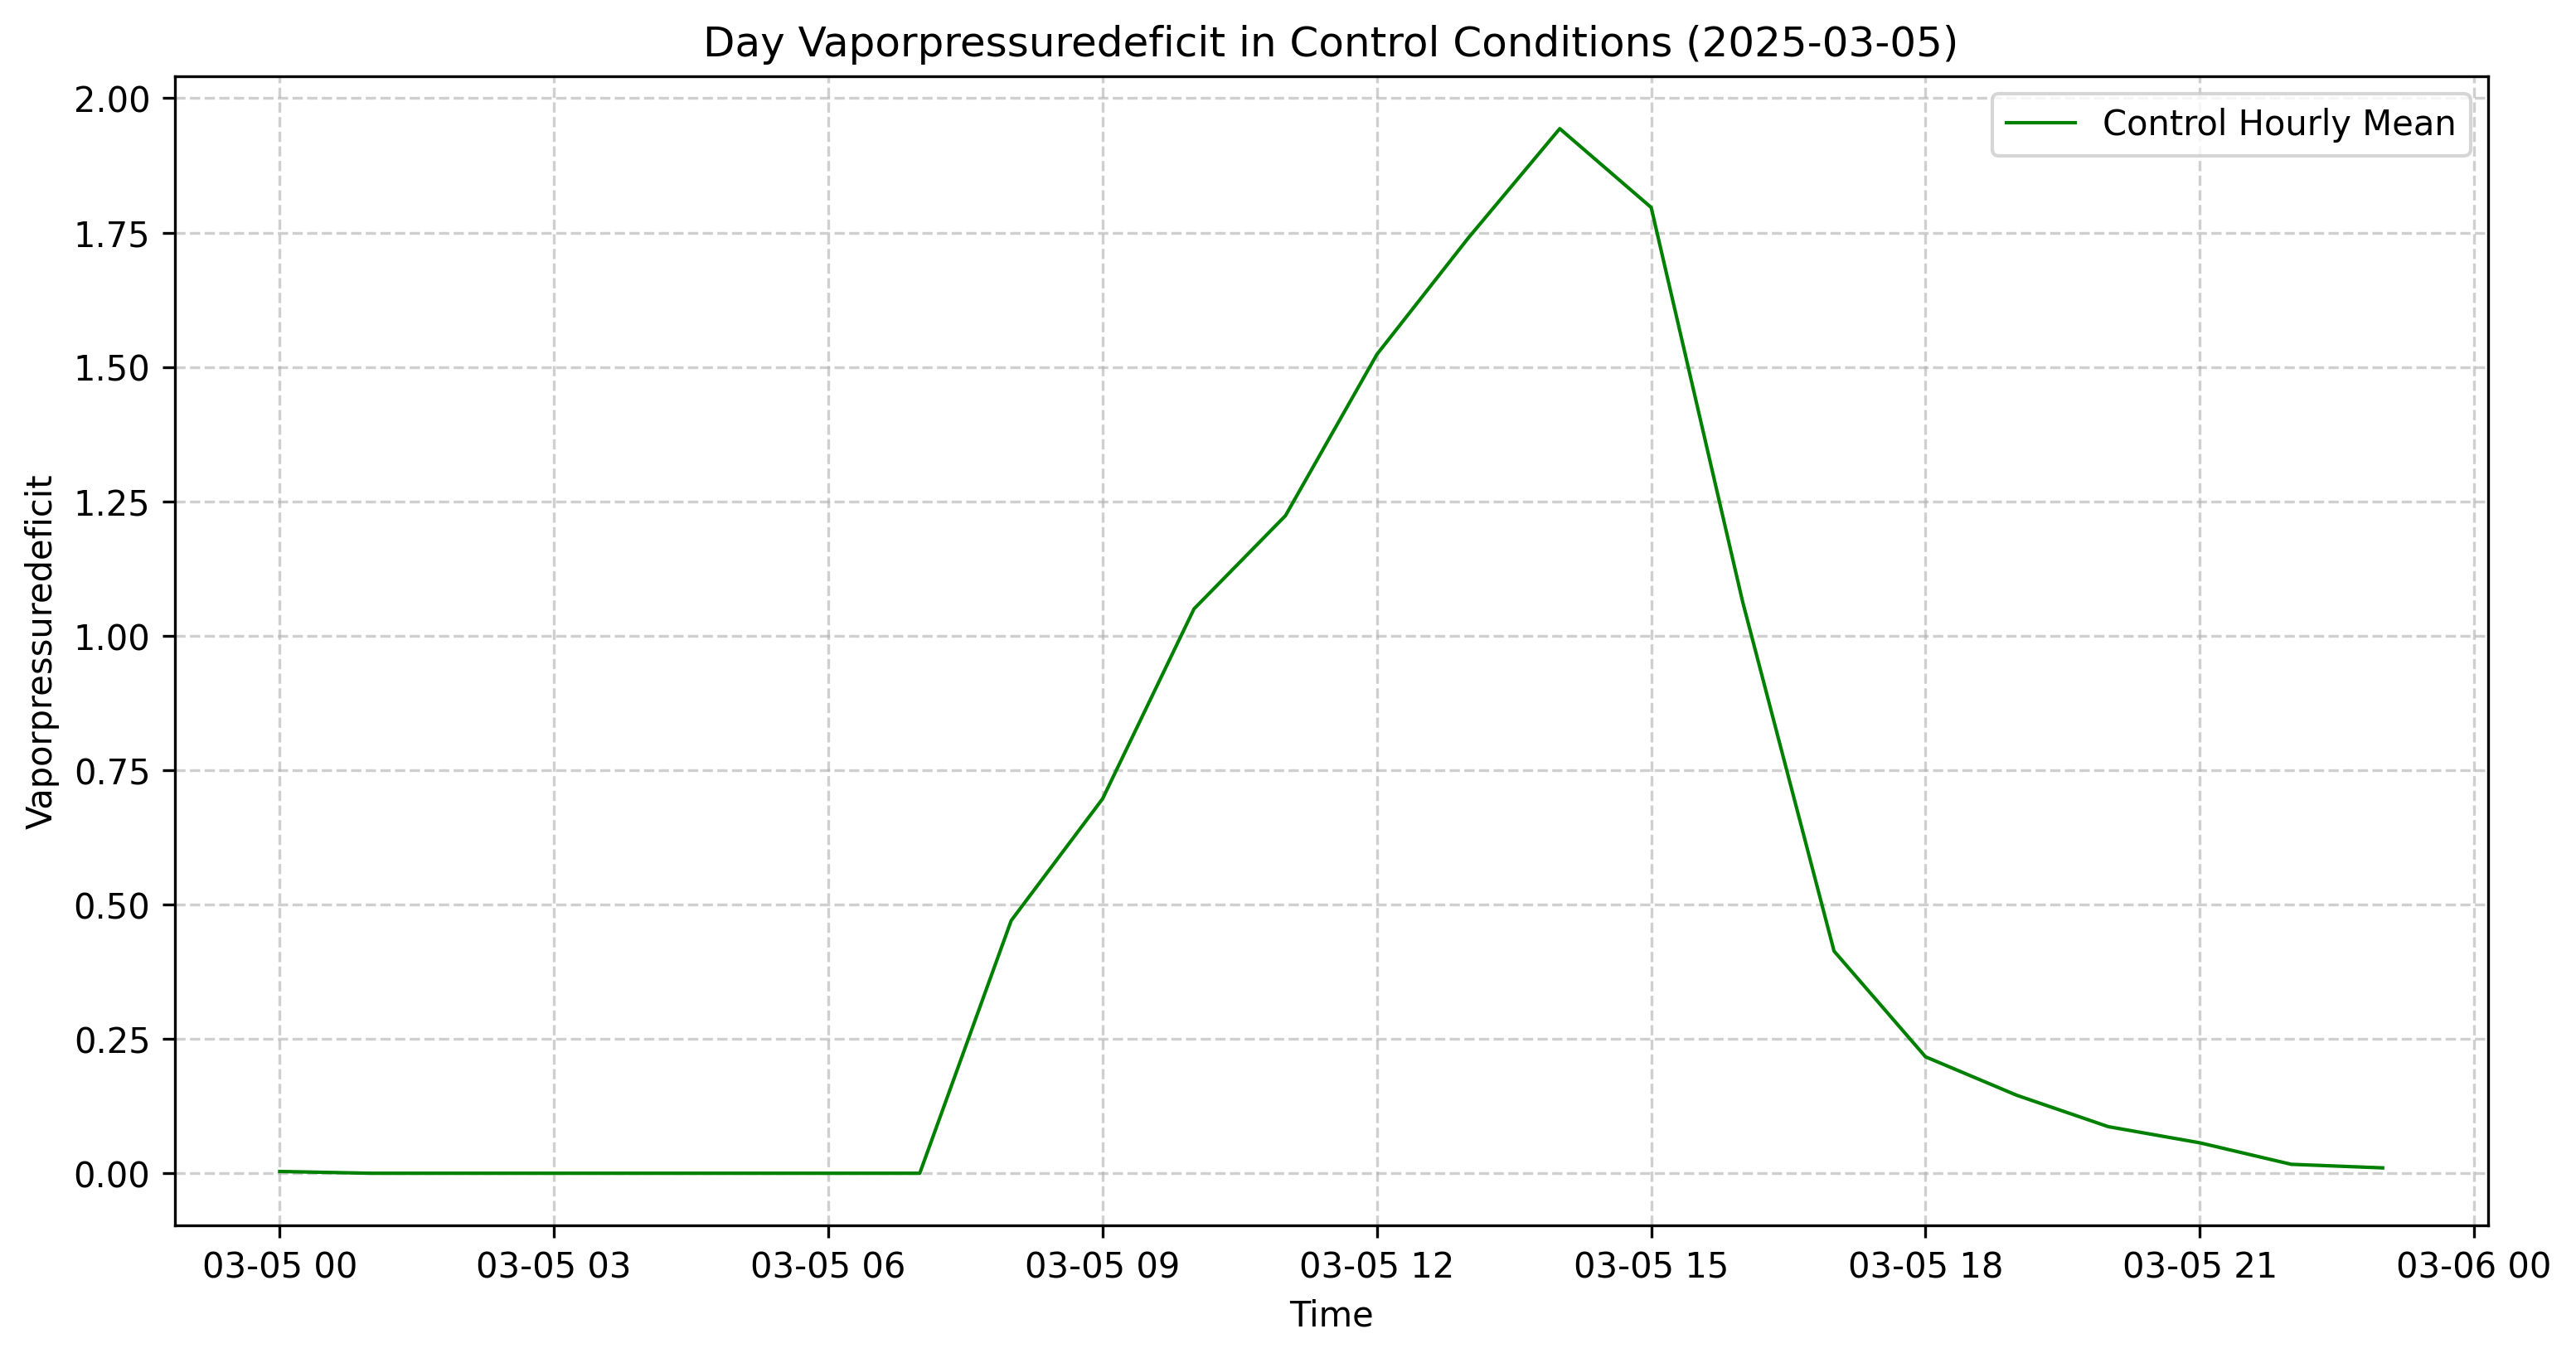 Day Vaporpressuredeficit in Control Conditions (2025-03-05)
Control Hourly Mean
Vaporpressuredeficit
2.00
1.75
1.50
1.25
1.00
0.75
0.50
0.25
0.00
03-05 00 03-05 03 03-05 06 03-05 09 03-05 12 03-05 15 03-05 18 03-05 21 03-06 00
Time